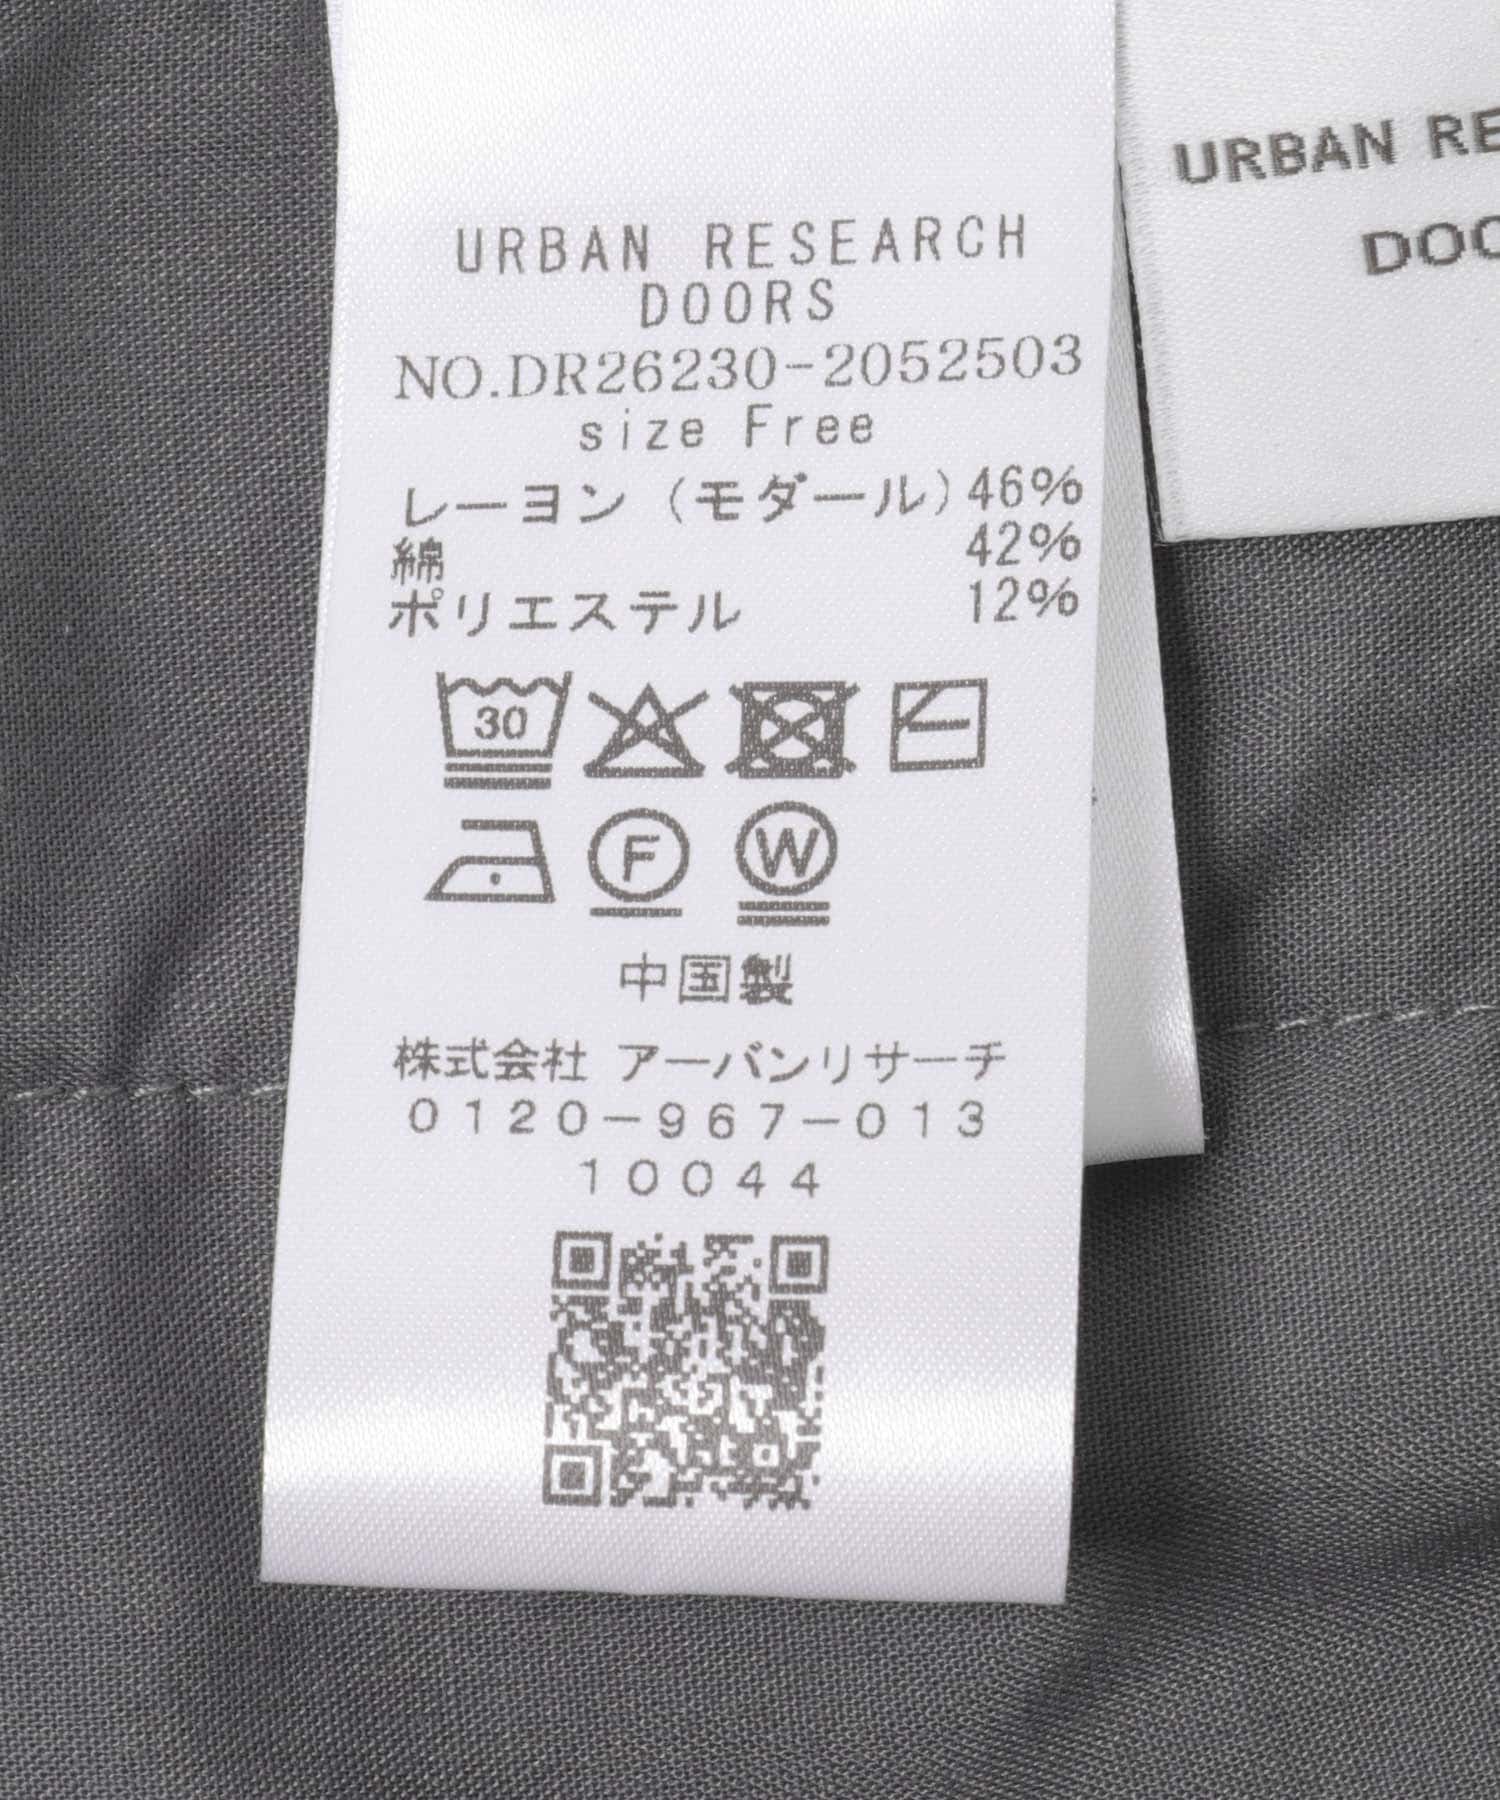 URBAN RESEARCH
DOORS
NO.DR26230-2052503
size Free
レーヨン(モダール)46%
綿 42%
ポリエステル 12%
30
F
W
中国製
株式会社 アーバンリサーチ
0120-967-013
10044
URBAN RE
DOO